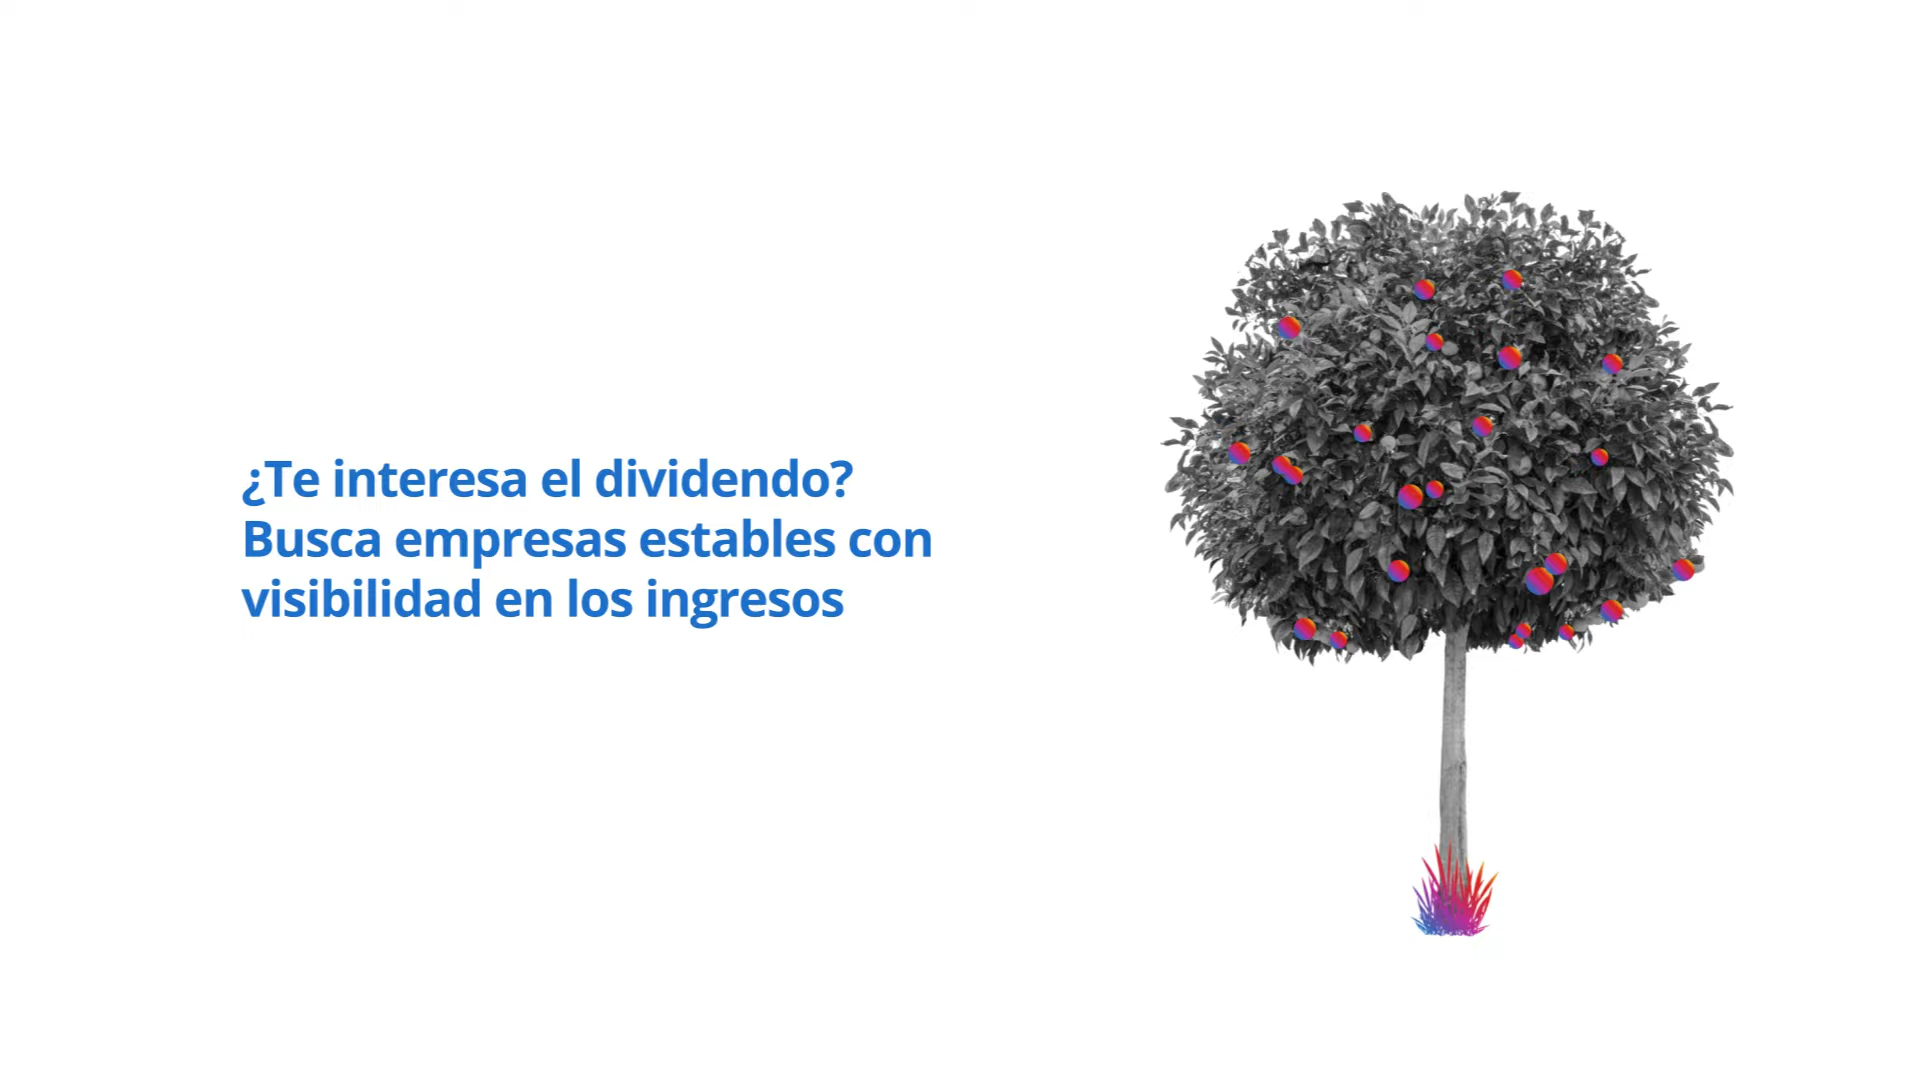 ¿Te interesa el dividendo?
Busca empresas estables con
visibilidad en los ingresos